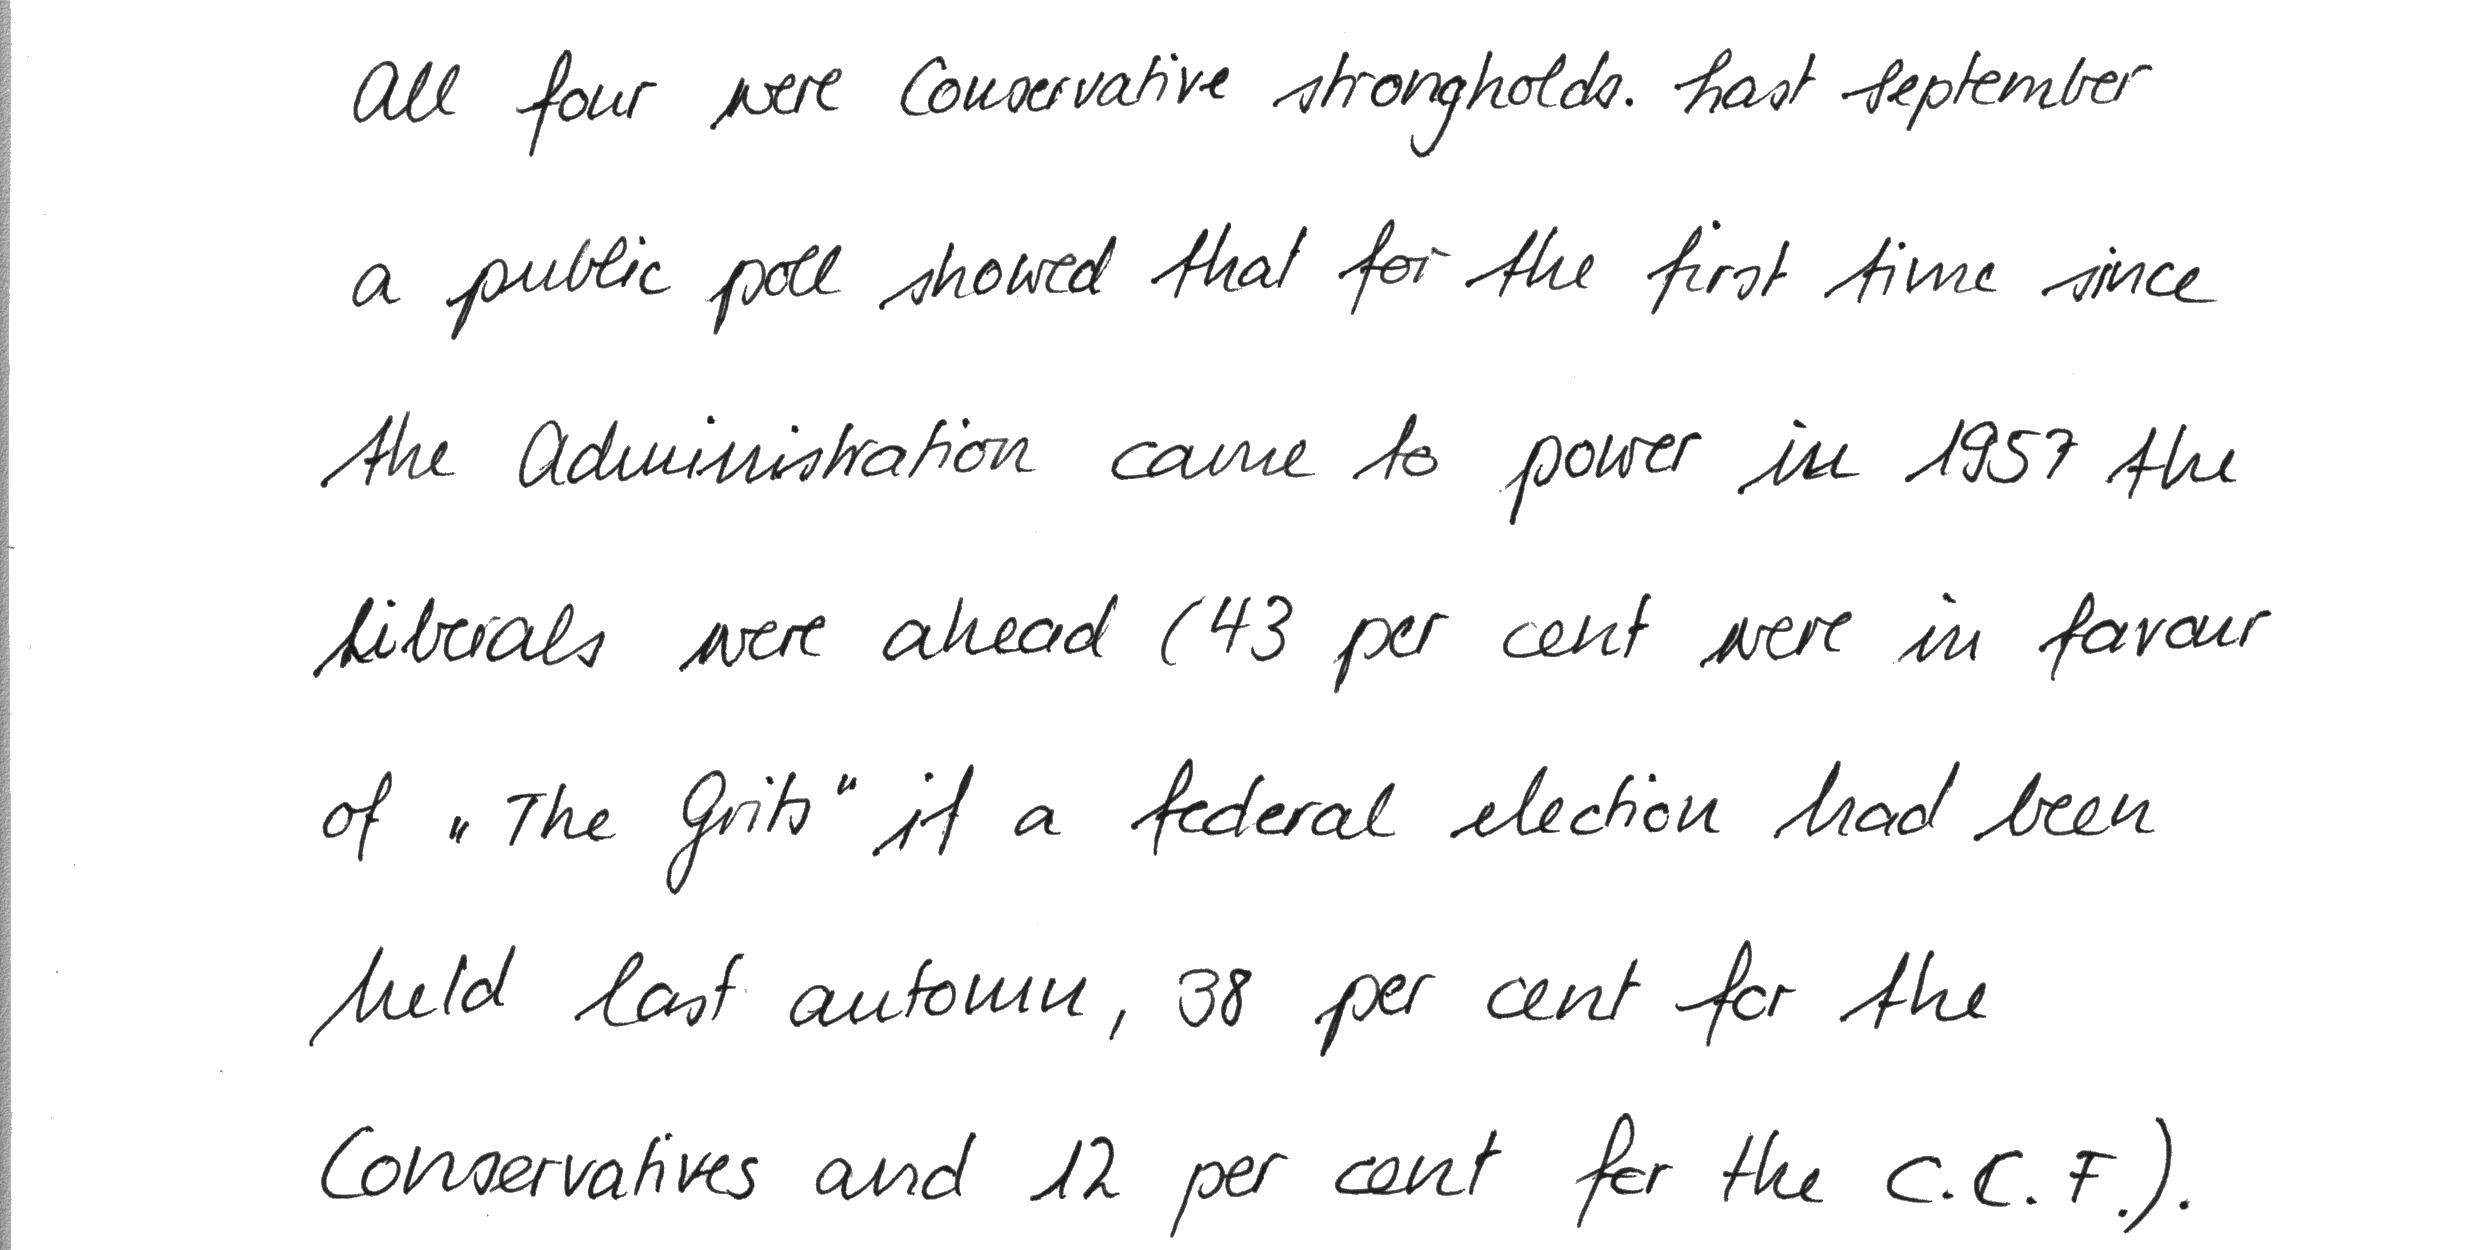 All four were Conservative strongholds. Last September
a public poll showed that for the first time since
the Administration came to power in 1957 the
Liberals were ahead (43 per cent were in favour
of „The Grits“ if a federal election had been
held last automn, 38 per cent for the
Conservatives and 12 per cent for the C.C.F.).